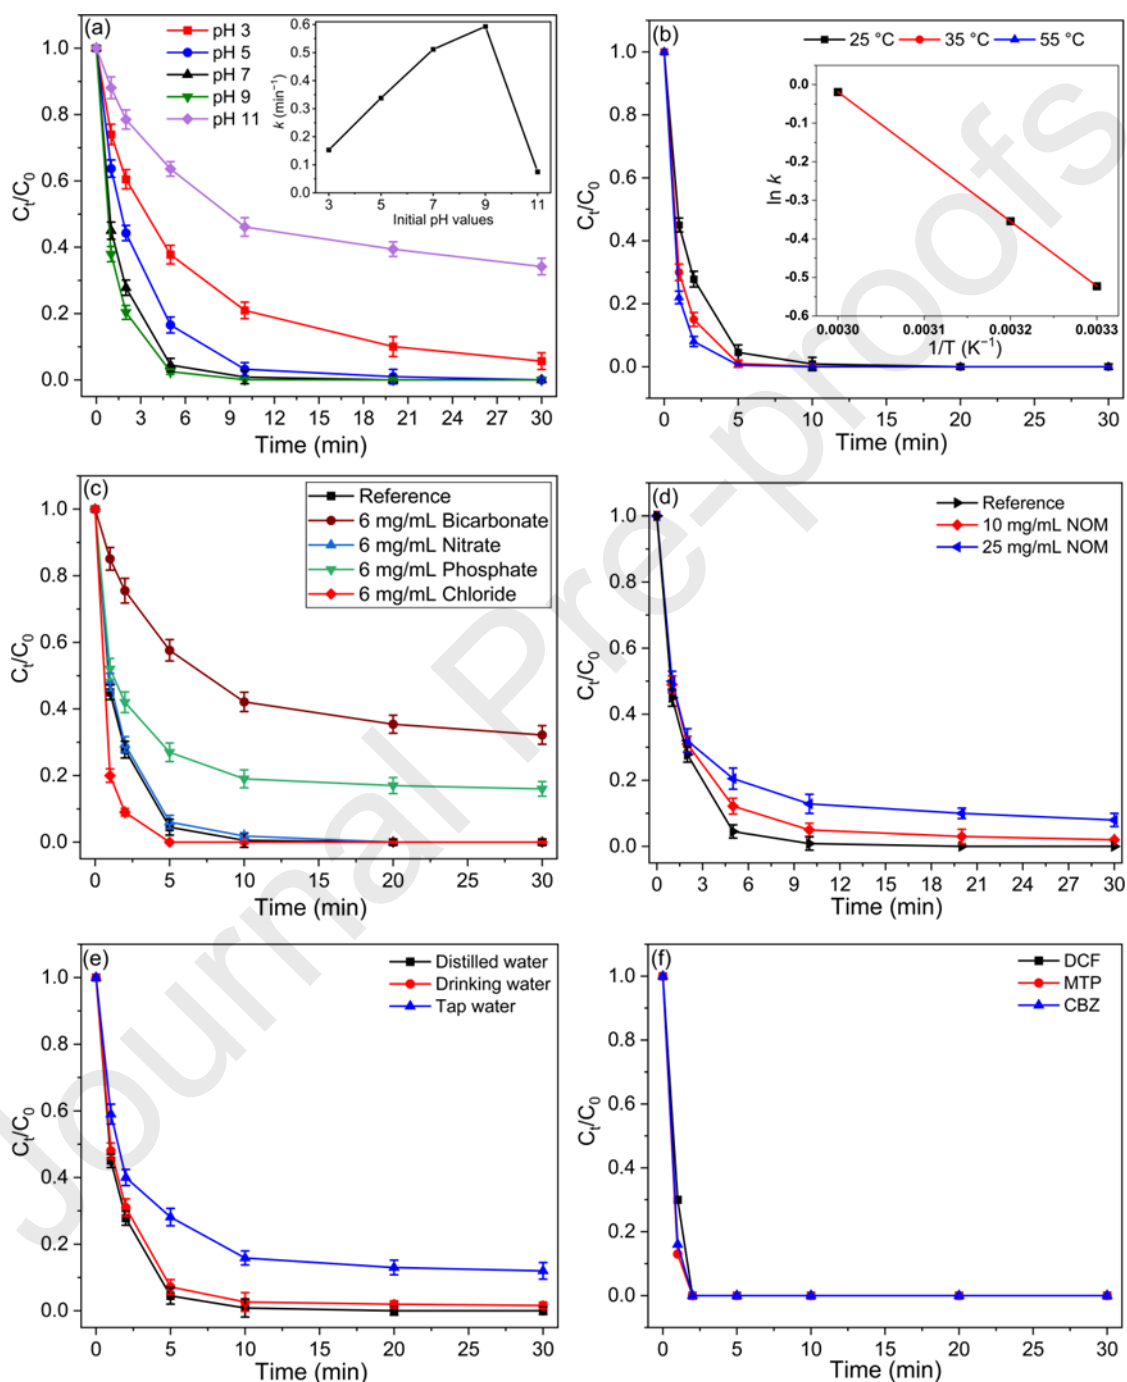 (a)
pH 3
pH 5
pH 7
pH 9
pH 11
0.6
0.5
0.4
0.3
0.2
0.1
0.0
k (min⁻¹)
3 5 7 9 11
Initial pH values
1.0
0.8
0.6
0.4
0.2
0.0
Cₜ/C₀
0 3 6 9 12 15 18 21 24 27 30
Time (min)
(b)
25 °C 35 °C 55 °C
0.0
-0.1
-0.2
-0.3
-0.4
-0.5
-0.6
ln k
0.0030 0.0031 0.0032 0.0033
1/T (K⁻¹)
1.0
0.8
0.6
0.4
0.2
0.0
Cₜ/C₀
0 5 10 15 20 25 30
Time (min)
(c)
Reference
6 mg/mL Bicarbonate
6 mg/mL Nitrate
6 mg/mL Phosphate
6 mg/mL Chloride
1.0
0.8
0.6
0.4
0.2
0.0
Cₜ/C₀
0 5 10 15 20 25 30
Time (min)
(d)
Reference
10 mg/mL NOM
25 mg/mL NOM
1.0
0.8
0.6
0.4
0.2
0.0
Cₜ/C₀
0 3 6 9 12 15 18 21 24 27 30
Time (min)
(e)
Distilled water
Drinking water
Tap water
1.0
0.8
0.6
0.4
0.2
0.0
Cₜ/C₀
0 5 10 15 20 25 30
Time (min)
(f)
DCF
MTP
CBZ
1.0
0.8
0.6
0.4
0.2
0.0
Cₜ/C₀
0 5 10 15 20 25 30
Time (min)
Journal Pre-proofs